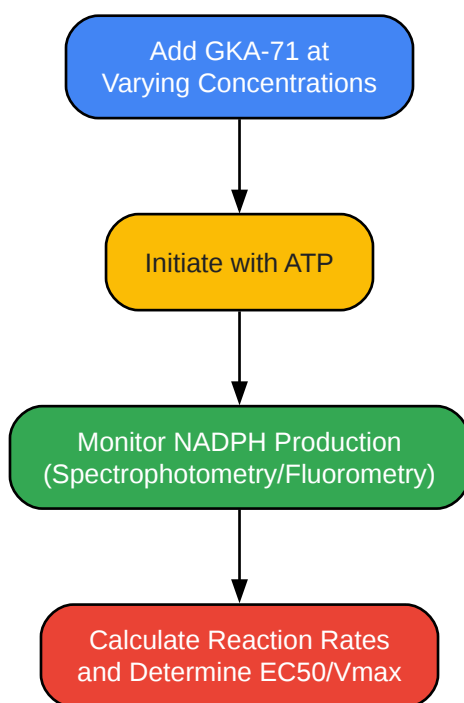 Add GKA-71 at
Varying Concentrations
Initiate with ATP
Monitor NADPH Production
(Spectrophotometry/Fluorometry)
Calculate Reaction Rates
and Determine EC50/Vmax